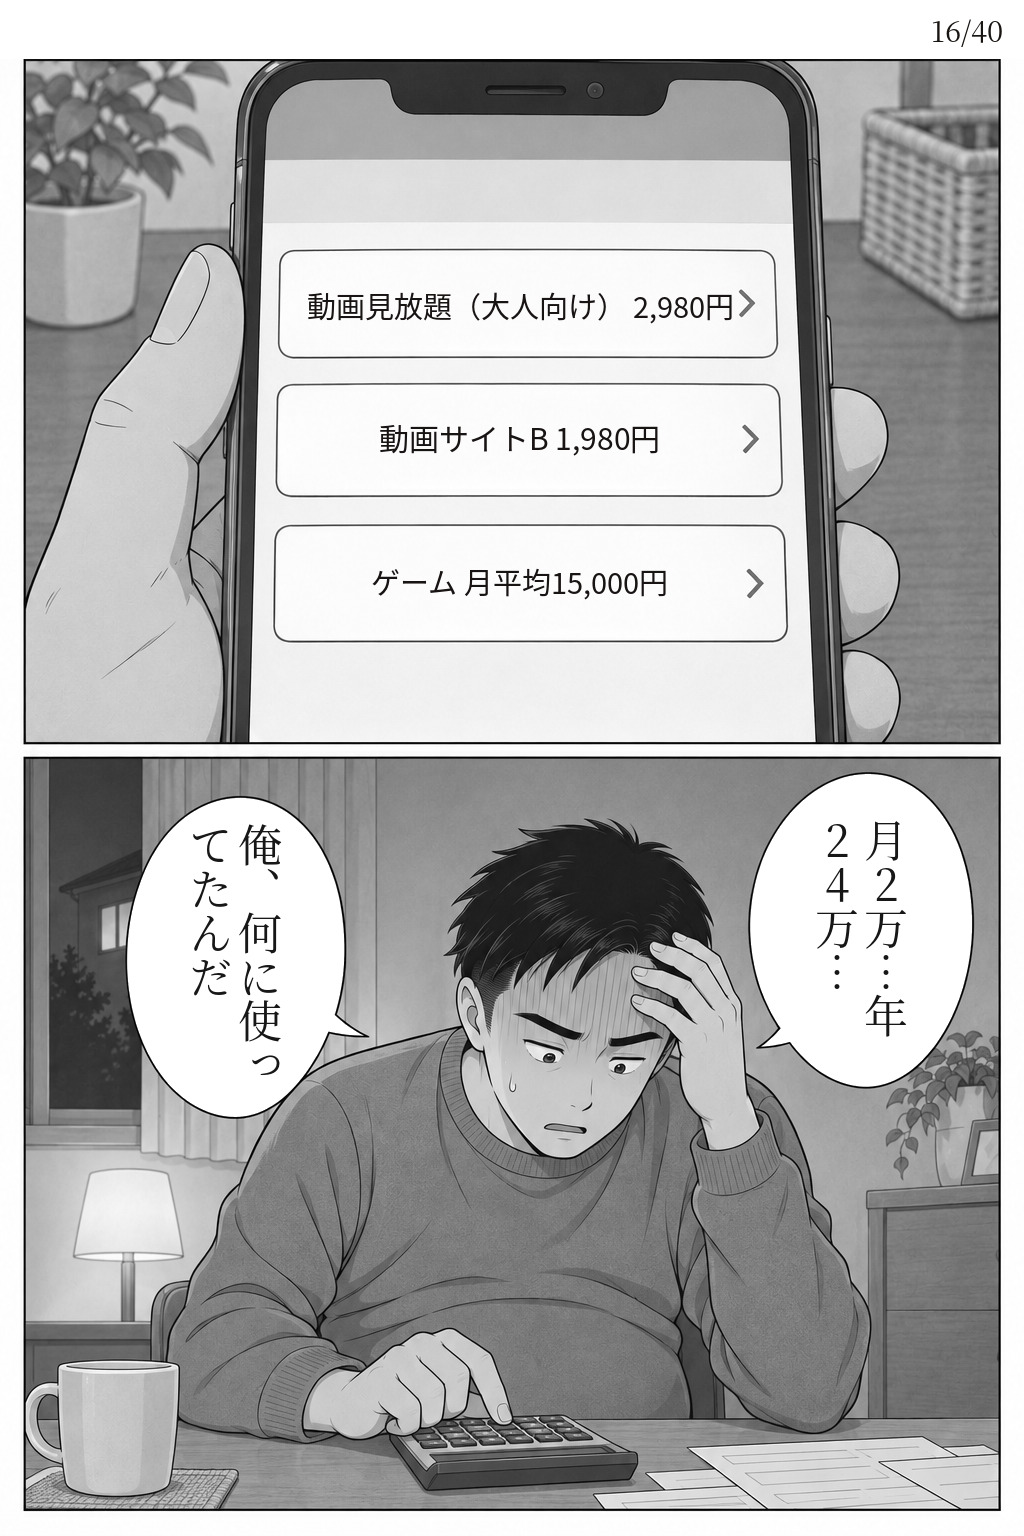 16/40
動画見放題（大人向け） 2,980円
動画サイトB 1,980円
ゲーム 月平均15,000円
月２万…年
２４万…
俺、何に使っ
てたんだ